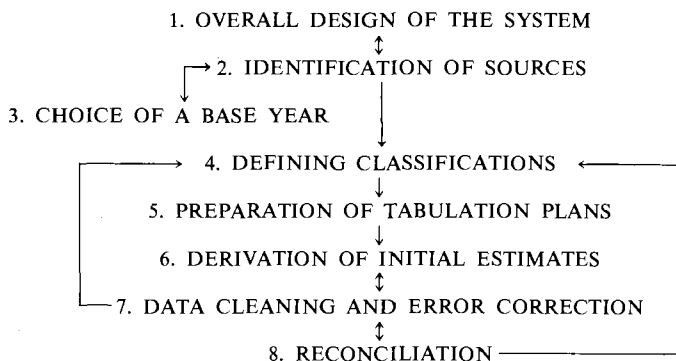 1. OVERALL DESIGN OF THE SYSTEM
2. IDENTIFICATION OF SOURCES
3. CHOICE OF A BASE YEAR
4. DEFINING CLASSIFICATIONS
5. PREPARATION OF TABULATION PLANS
6. DERIVATION OF INITIAL ESTIMATES
7. DATA CLEANING AND ERROR CORRECTION
8. RECONCILIATION